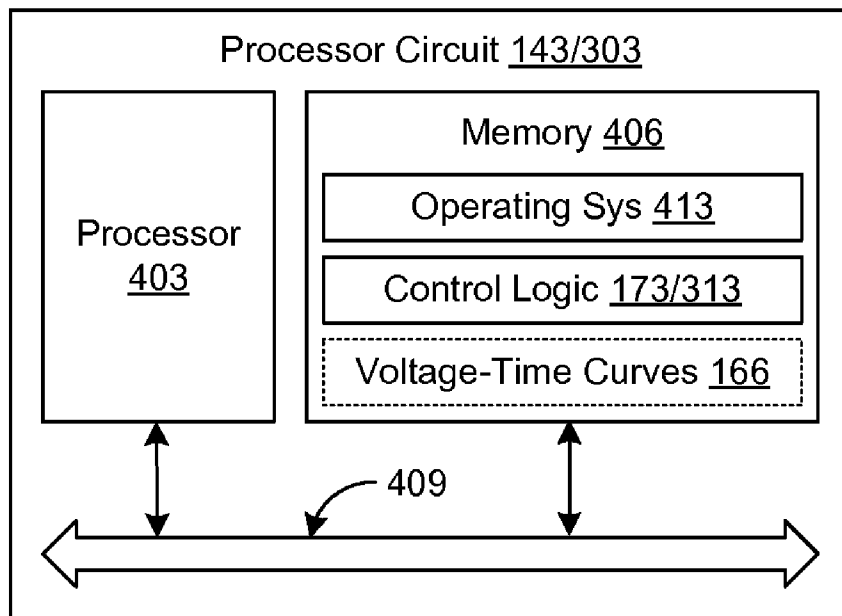 Processor Circuit 143/303
Processor
403
Memory 406
Operating Sys 413
Control Logic 173/313
Voltage-Time Curves 166
409